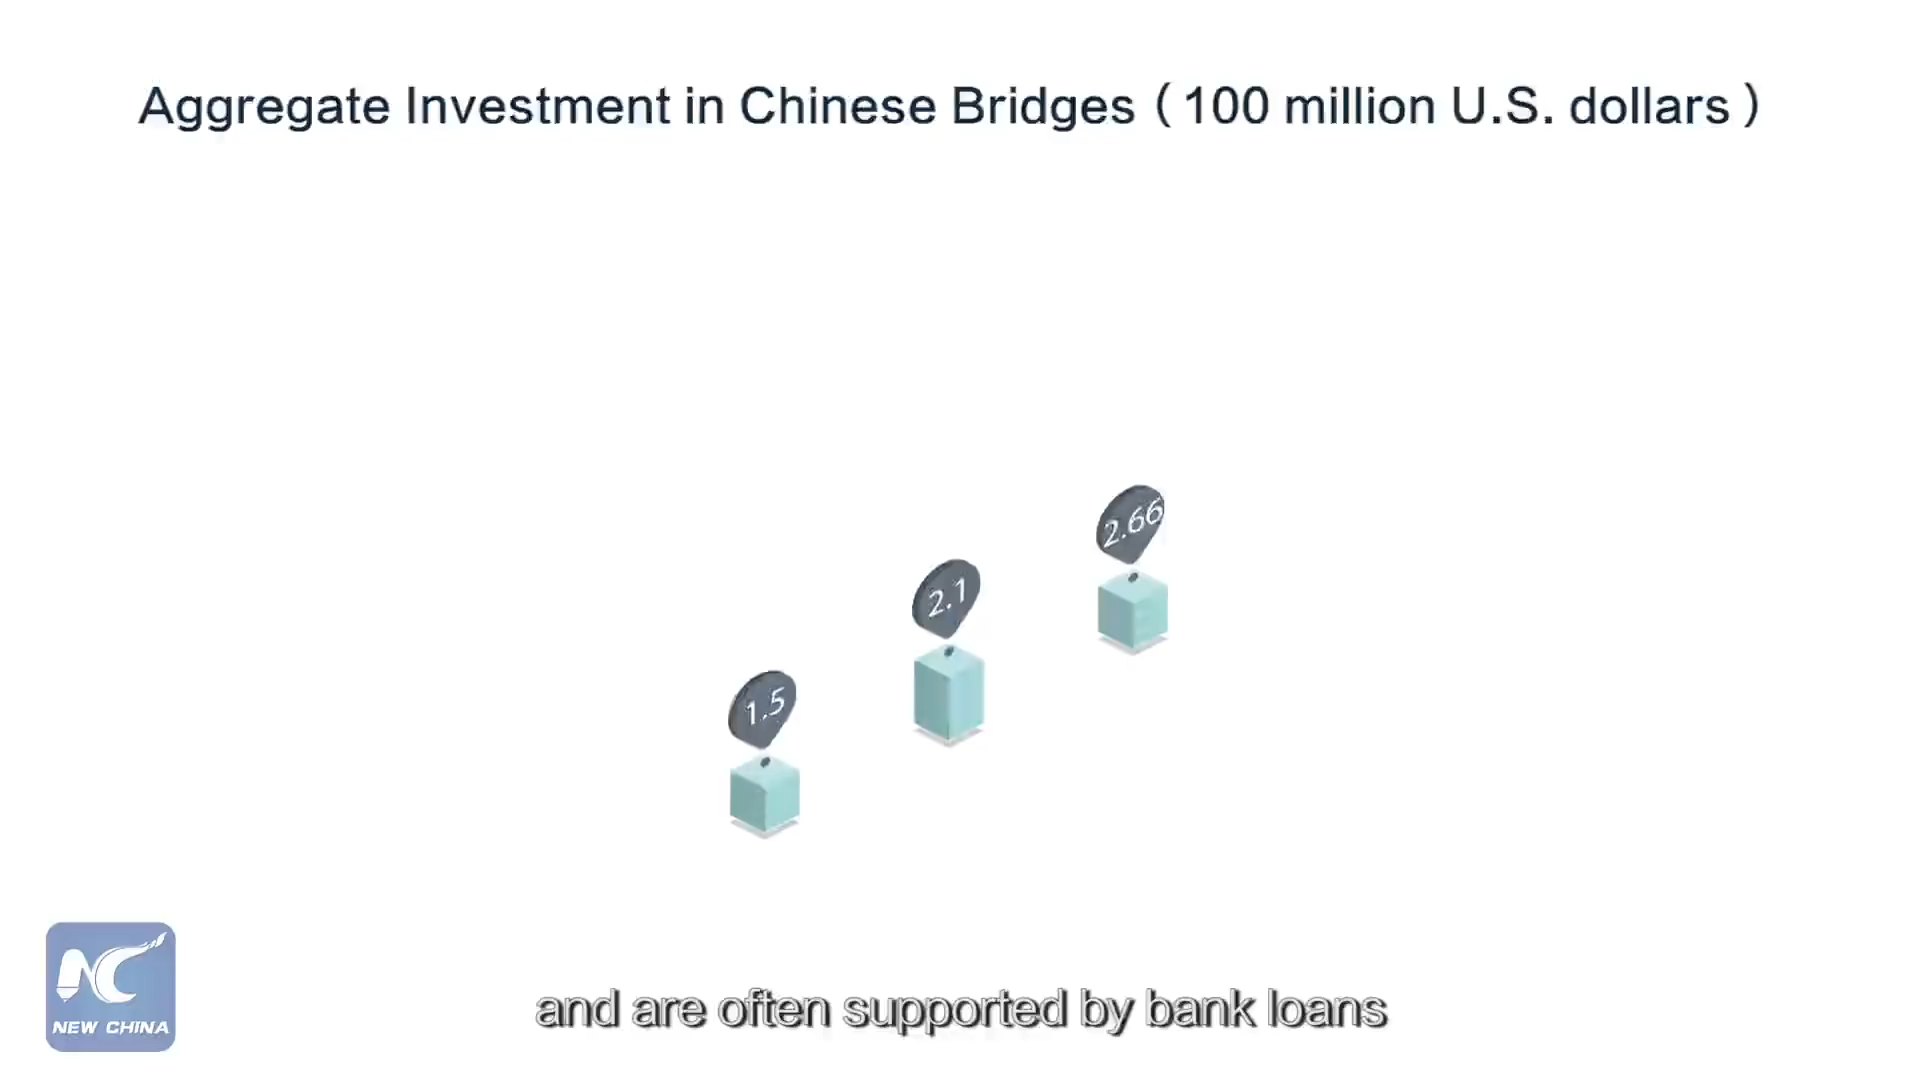 Aggregate Investment in Chinese Bridges（100 million U.S. dollars）
2.66
2.1
1.5
NC
NEW CHINA
and are often supported by bank loans